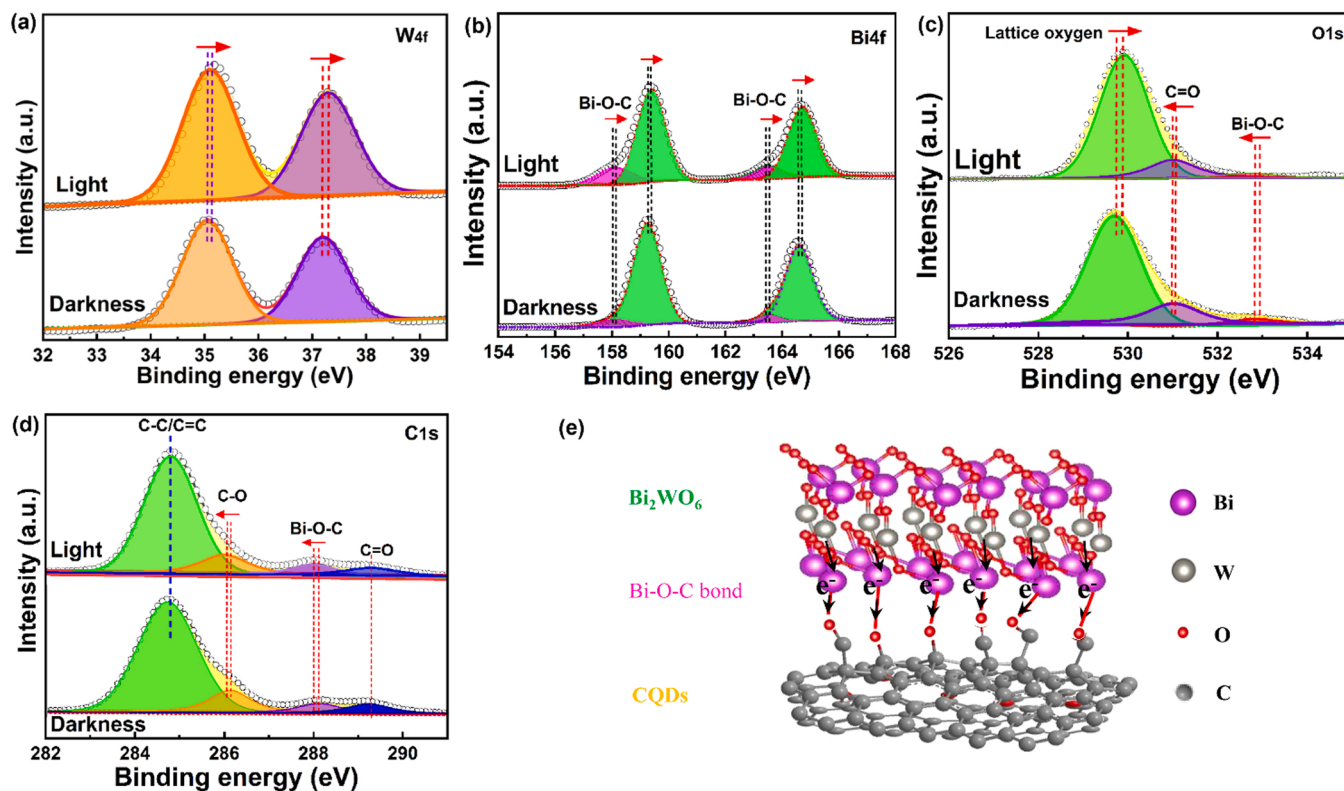 (a)
W4f
Light
Darkness
Intensity (a.u.)
32 33 34 35 36 37 38 39
Binding energy (eV)
(b)
Bi4f
Bi-O-C
Bi-O-C
Light
Darkness
Intensity (a.u.)
154 156 158 160 162 164 166 168
Binding energy (eV)
(c)
O1s
Lattice oxygen
C=O
Bi-O-C
Light
Darkness
Intensity (a.u.)
526 528 530 532 534
Binding energy (eV)
(d)
C1s
C-C/C=C
C-O
Bi-O-C
C=O
Light
Darkness
Intensity (a.u.)
282 284 286 288 290
Binding energy (eV)
(e)
Bi₂WO₆
Bi-O-C bond
CQDs
e⁻ e⁻ e⁻ e⁻ e⁻ e⁻
Bi
W
O
C